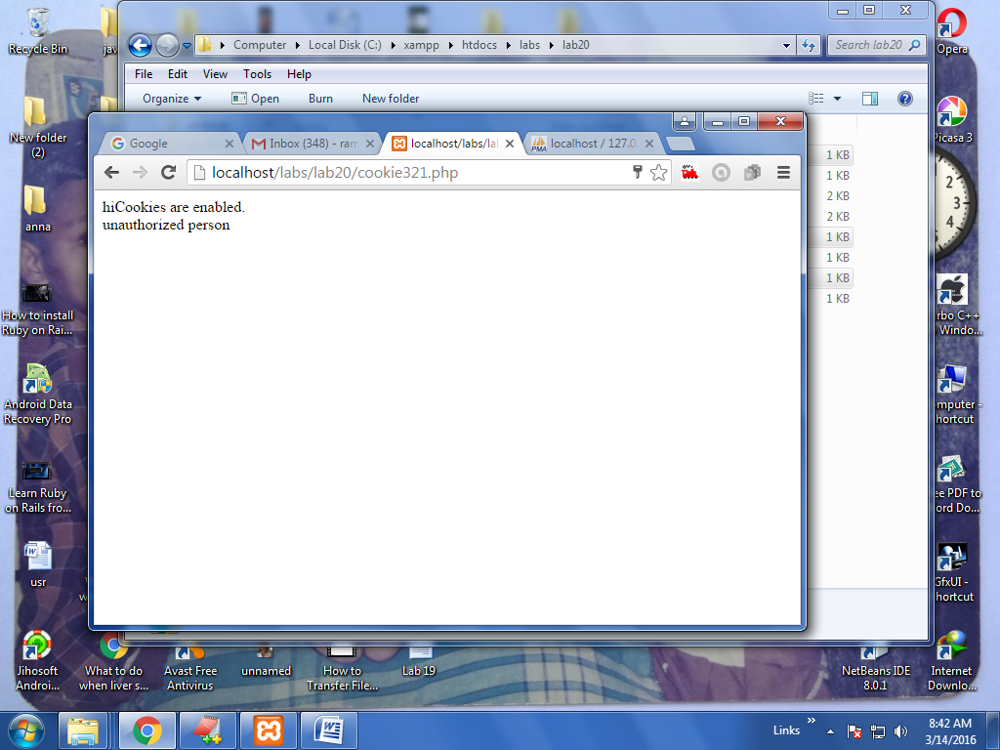 Recycle Bin
jav
New folder
(2)
anna
How to install
Ruby on Rai...
Android Data
Recovery Pro
Learn Ruby
on Rails fro...
usr
Jihosoft
Androi...
What to do
when liver s...
Avast Free
Antivirus
unnamed
How to
Transfer File...
Lab 19
NetBeans IDE
8.0.1
Internet
Downlo...
Opera
Picasa 3
2
3
4
5
rbo C++
Windo...
mputer -
hortcut
ee PDF to
ord Do...
GfxUI -
hortcut
Computer
Local Disk (C:)
xampp
htdocs
labs
lab20
Search lab20
File Edit View Tools Help
Organize Open Burn New folder
1 KB
1 KB
2 KB
2 KB
1 KB
1 KB
1 KB
1 KB
Google
Inbox (348) - ram
localhost/labs/lal
PMA
localhost / 127.0.
localhost/labs/lab20/cookie321.php
hiCookies are enabled.
unauthorized person
Links
8:42 AM
3/14/2016